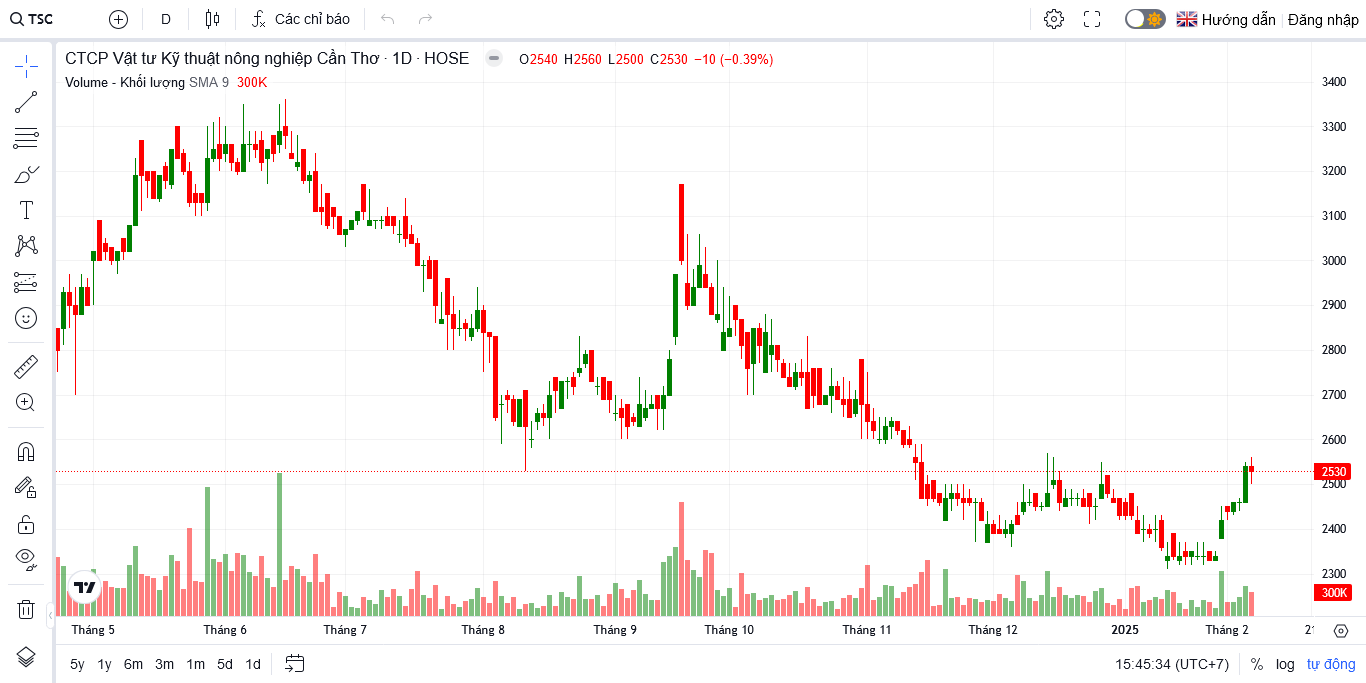 TSC D Các chỉ báo Hướng dẫn Đăng nhập
CTCP Vật tư Kỹ thuật nông nghiệp Cần Thơ · 1D · HOSE O2540 H2560 L2500 C2530 −10 (−0.39%)
Volume - Khối lượng SMA 9 300K
3400
3300
3200
3100
3000
2900
2800
2700
2600
2530
2500
2400
2300
300K
Tháng 5 Tháng 6 Tháng 7 Tháng 8 Tháng 9 Tháng 10 Tháng 11 Tháng 12 2025 Tháng 2
5y 1y 6m 3m 1m 5d 1d 15:45:34 (UTC+7) % log tự động